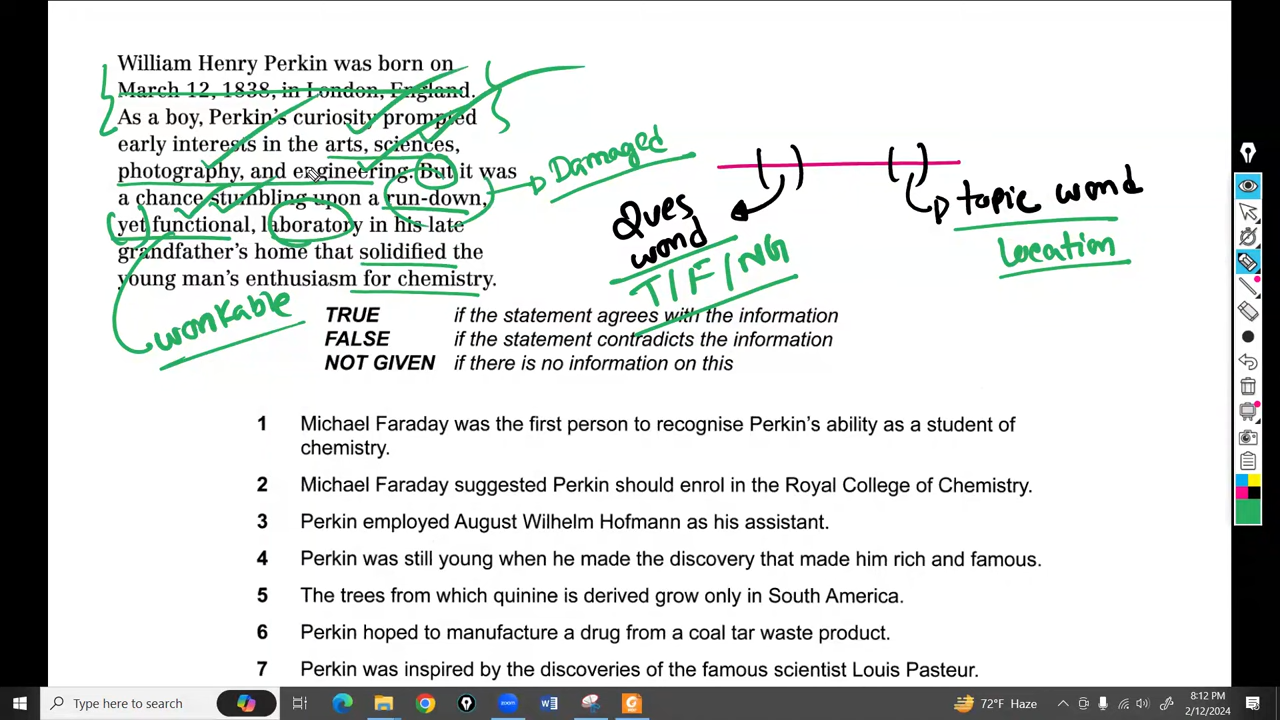 William Henry Perkin was born on
March 12, 1838, in London, England.
As a boy, Perkin's curiosity prompted
early interests in the arts, sciences,
photography, and engineering. But it was
a chance stumbling upon a run-down,
yet functional, laboratory in his late
grandfather's home that solidified the
young man's enthusiasm for chemistry.
Damaged
workable
Ques
word
T/F/NG
topic word
location
TRUE if the statement agrees with the information
FALSE if the statement contradicts the information
NOT GIVEN if there is no information on this
1 Michael Faraday was the first person to recognise Perkin's ability as a student of
chemistry.
2 Michael Faraday suggested Perkin should enrol in the Royal College of Chemistry.
3 Perkin employed August Wilhelm Hofmann as his assistant.
4 Perkin was still young when he made the discovery that made him rich and famous.
5 The trees from which quinine is derived grow only in South America.
6 Perkin hoped to manufacture a drug from a coal tar waste product.
7 Perkin was inspired by the discoveries of the famous scientist Louis Pasteur.
Type here to search
zoom
72°F Haze
8:12 PM
2/12/2024